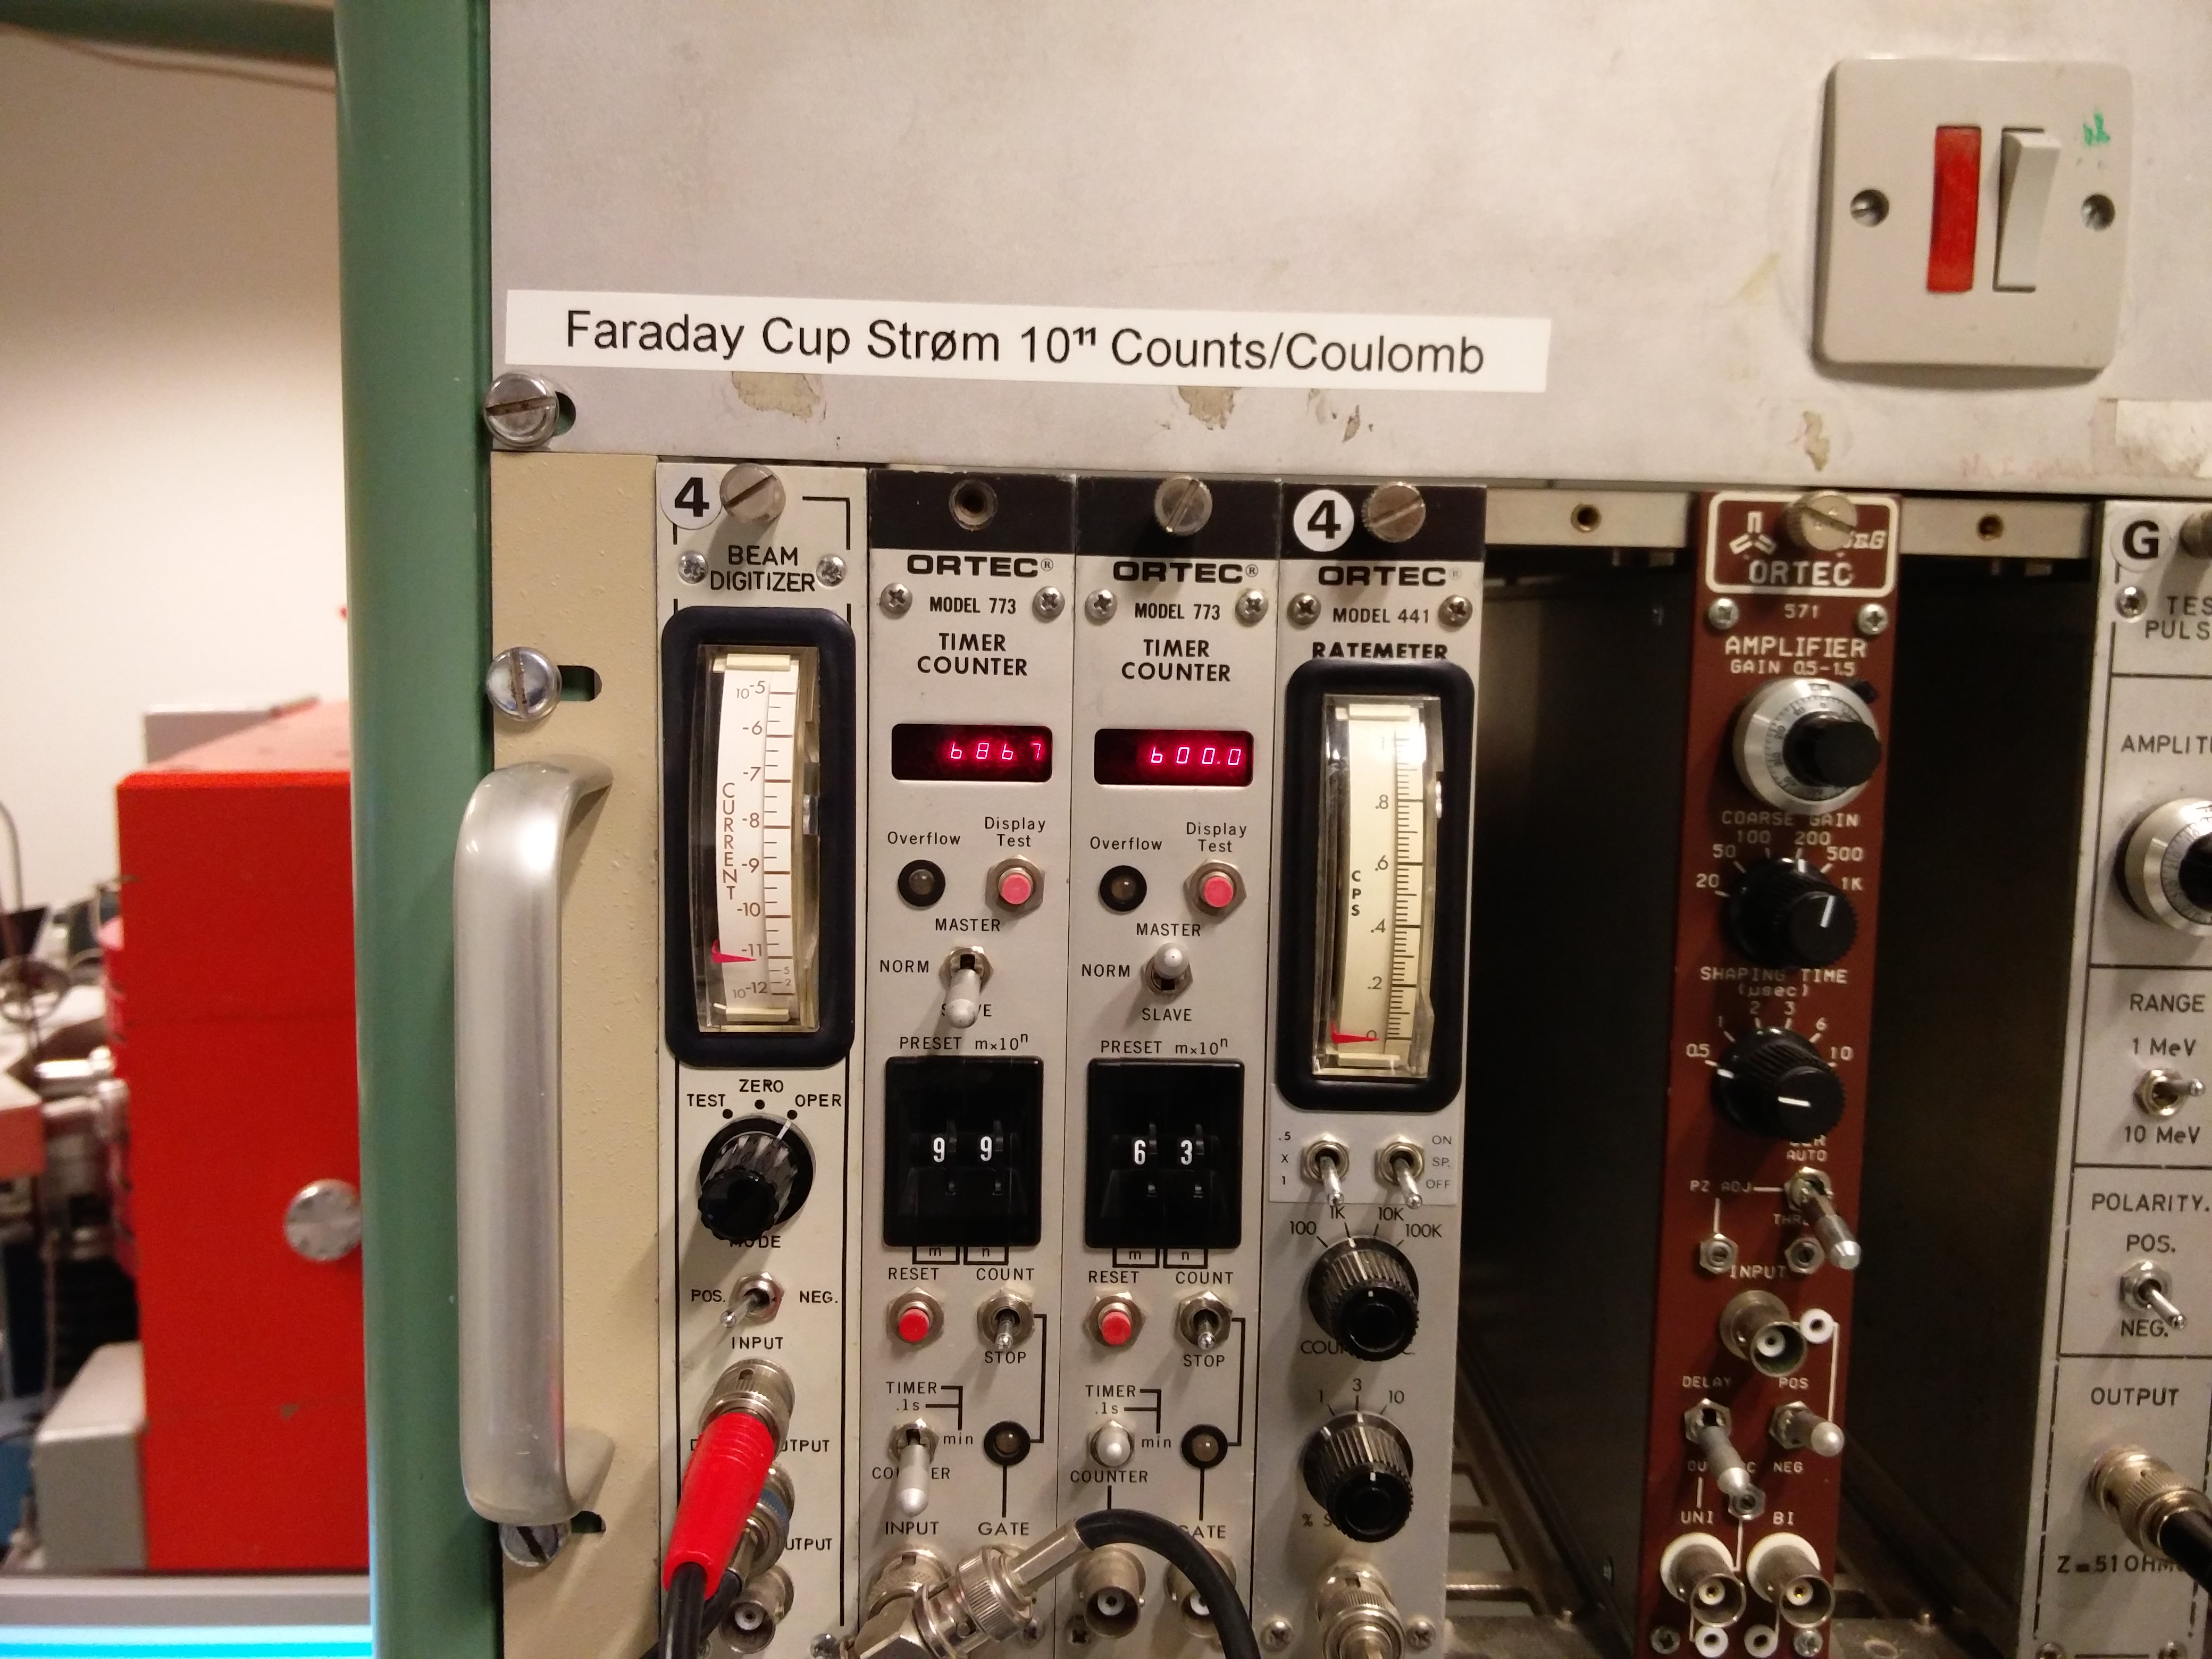 Faraday Cup Strøm 10¹¹ Counts/Coulomb
4
BEAM
DIGITIZER
10-5
-6
-7
-8
-9
-10
-11
5
2
10-12
CURRENT
TEST
ZERO
OPER
POS.
NEG.
INPUT
ORTEC®
MODEL 773
TIMER
COUNTER
6867
Overflow
Display
Test
MASTER
NORM
PRESET m×10ⁿ
9 9
m n
RESET
COUNT
STOP
TIMER
.1s
min
INPUT
GATE
ORTEC®
MODEL 773
TIMER
COUNTER
600.0
Overflow
Display
Test
MASTER
NORM
SLAVE
PRESET m×10ⁿ
6 3
m n
RESET
COUNT
STOP
TIMER
.1s
min
COUNTER
4
ORTEC®
MODEL 441
RATEMETER
.8
.6
.4
.2
0
CPS
.5
X
1
ON
SP.
OFF
100
1K
10K
100K
1
3
10
ORTEC
571
AMPLIFIER
GAIN 0.5-1.5
COARSE GAIN
20
50
100
200
500
1K
SHAPING TIME
(µsec)
0.5
1
2
3
6
10
AUTO
PZ ADJ
INPUT
DELAY
POS
NEG
UNI
BI
G
RANGE
1 MeV
10 MeV
POLARITY.
POS.
NEG.
OUTPUT